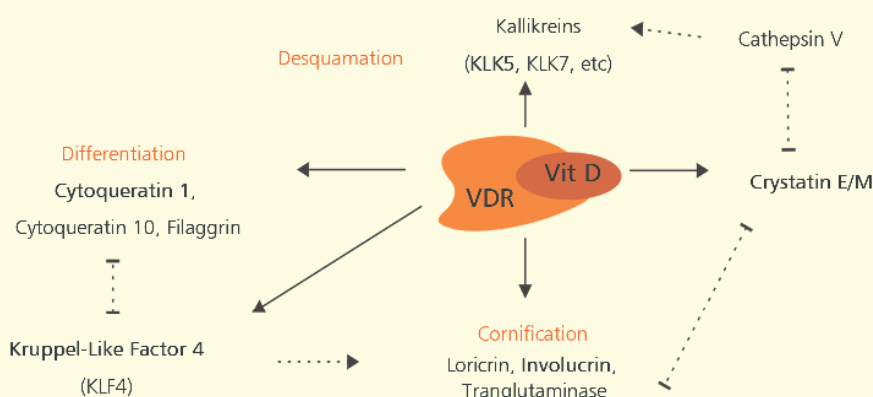 Kallikreins
(KLK5, KLK7, etc)
Cathepsin V
Desquamation
Differentiation
Cytoqueratin 1,
Cytoqueratin 10, Filaggrin
Vit D
VDR
Crystatin E/M
Kruppel-Like Factor 4
(KLF4)
Cornification
Loricrin, Involucrin,
Tranglutaminase